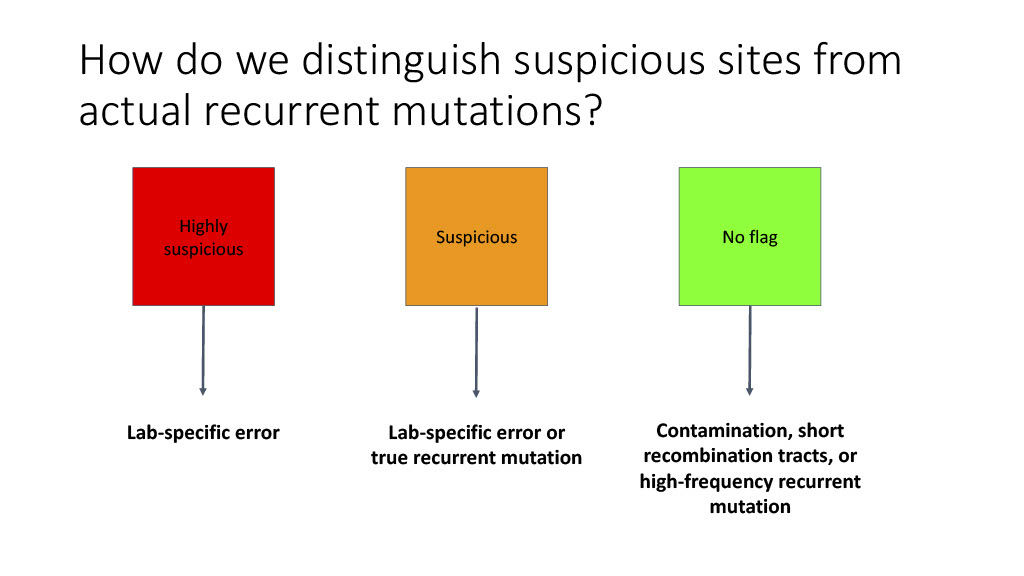 How do we distinguish suspicious sites from
actual recurrent mutations?
Highly
suspicious
Suspicious
No flag
Lab-specific error
Lab-specific error or
true recurrent mutation
Contamination, short
recombination tracts, or
high-frequency recurrent
mutation